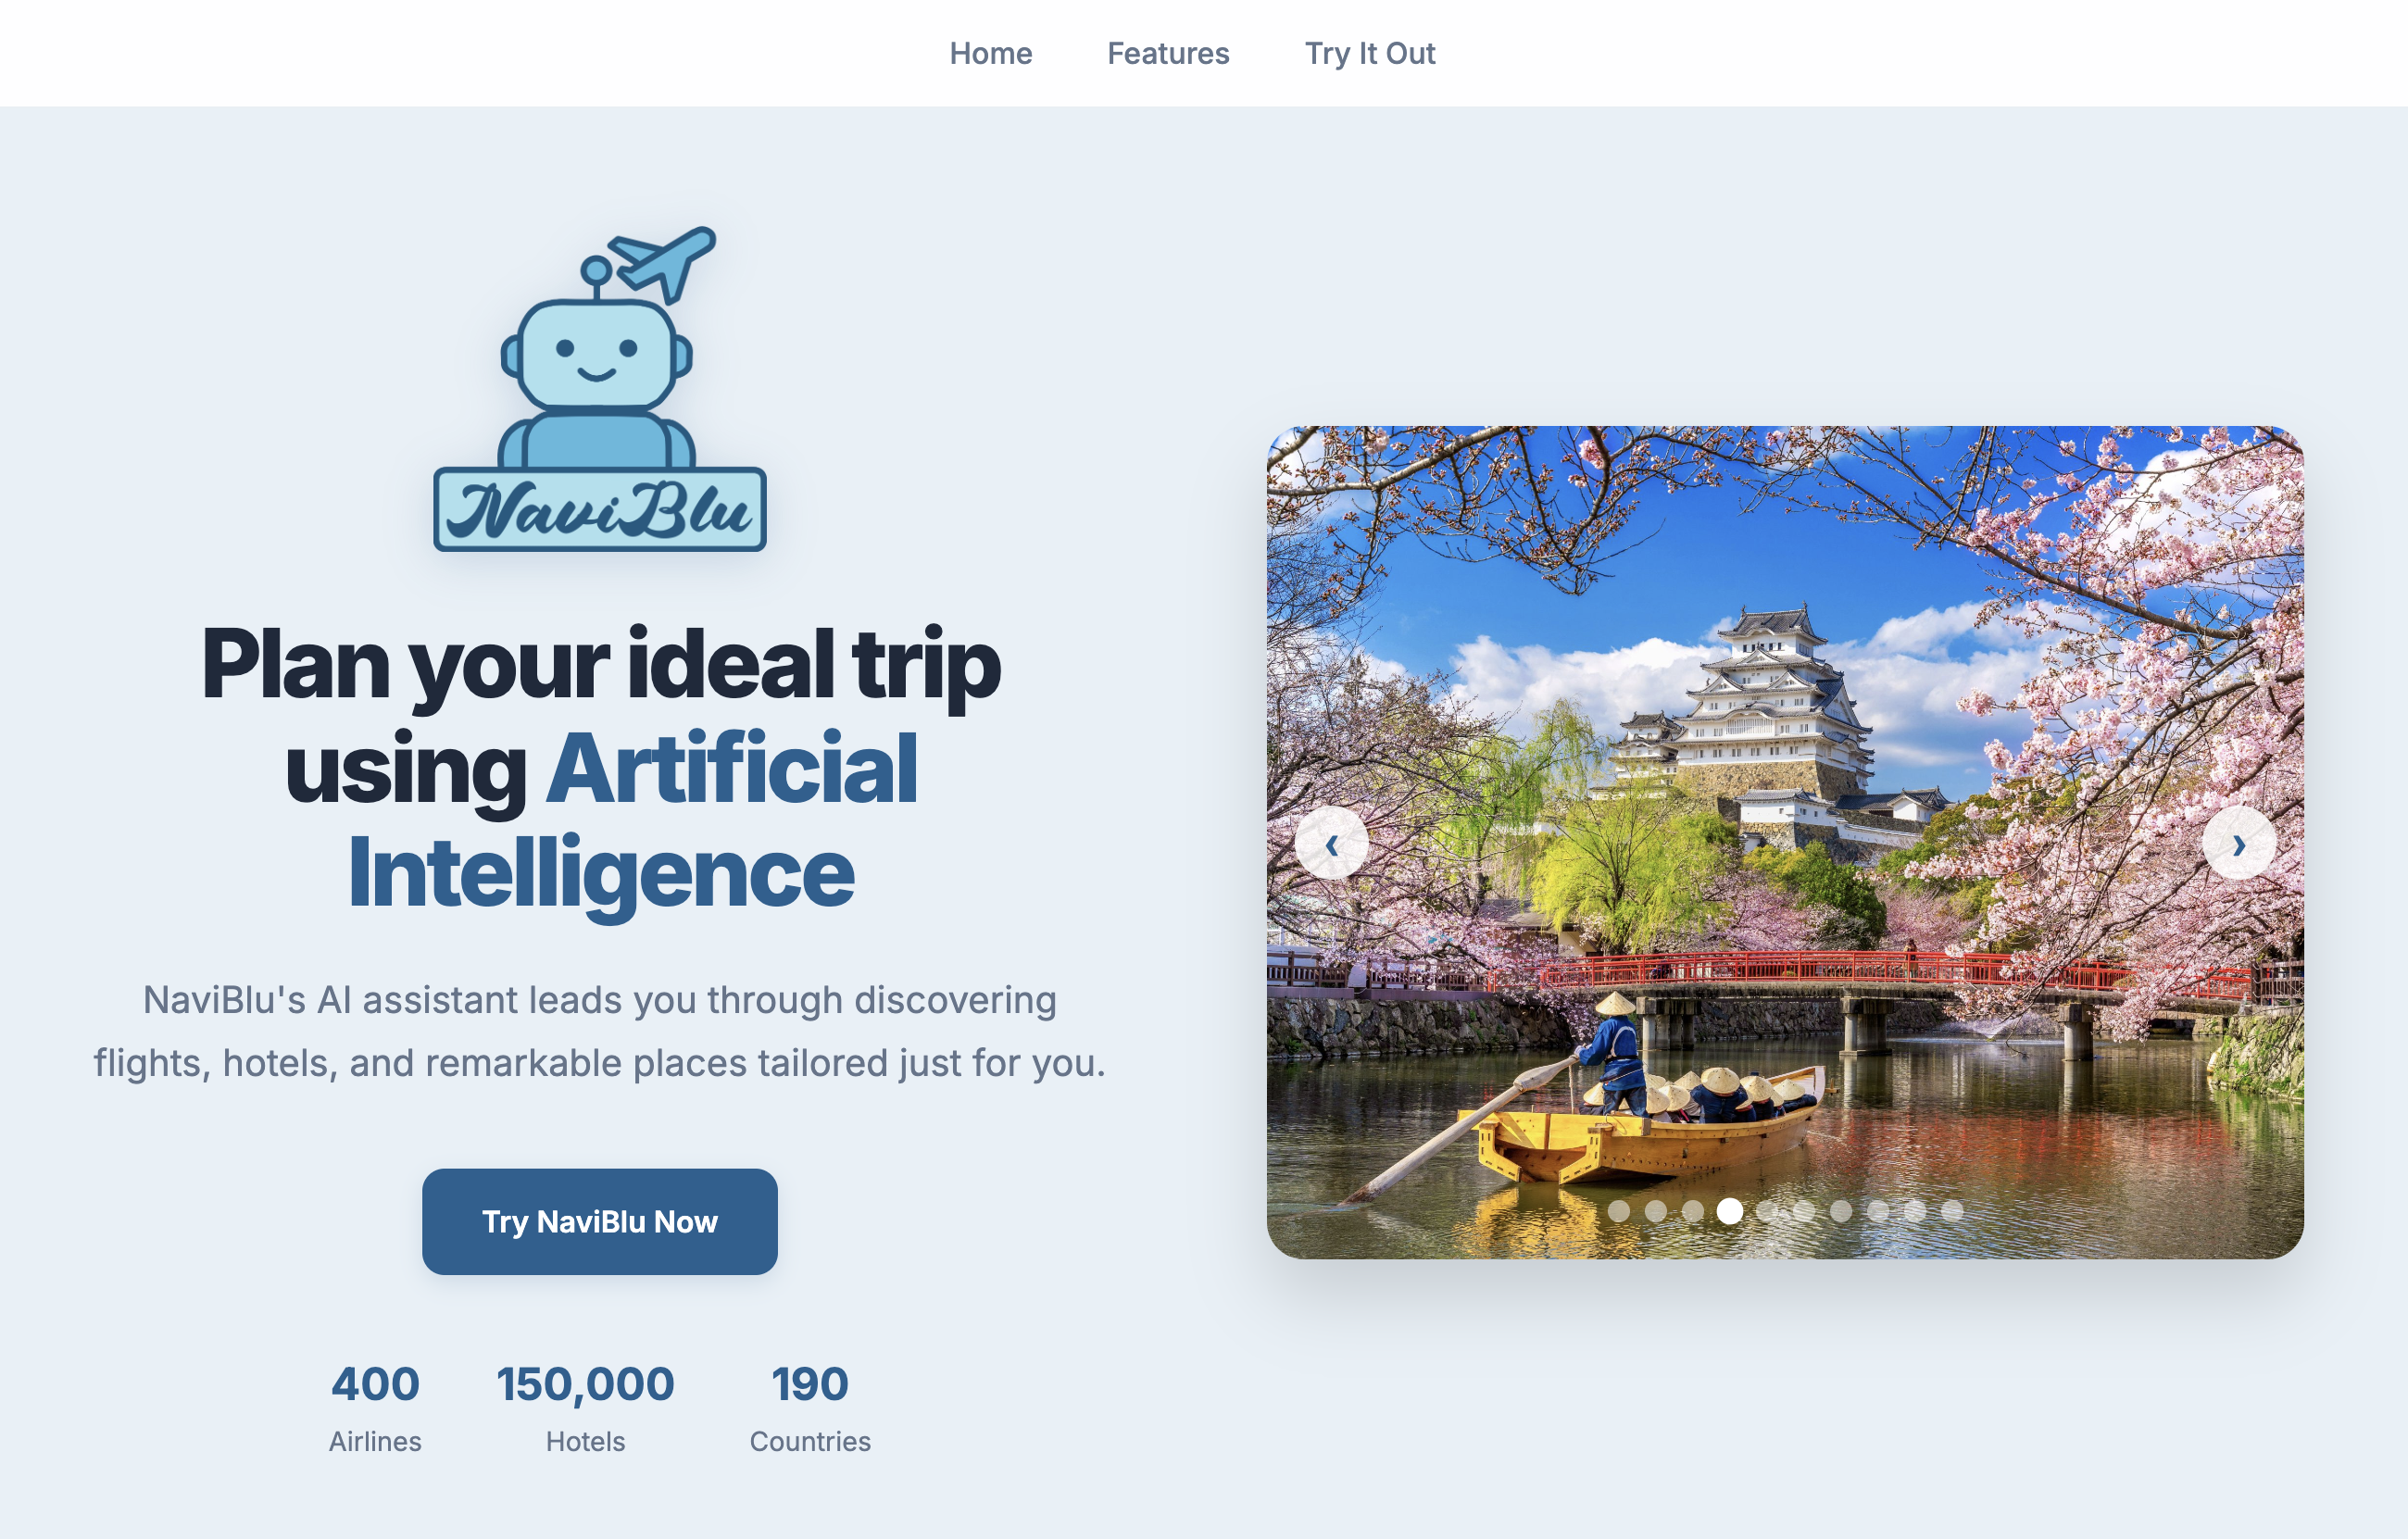 Home
Features
Try It Out
NaviBlu
Plan your ideal trip
using Artificial
Intelligence
NaviBlu's AI assistant leads you through discovering
flights, hotels, and remarkable places tailored just for you.
Try NaviBlu Now
400
Airlines
150,000
Hotels
190
Countries